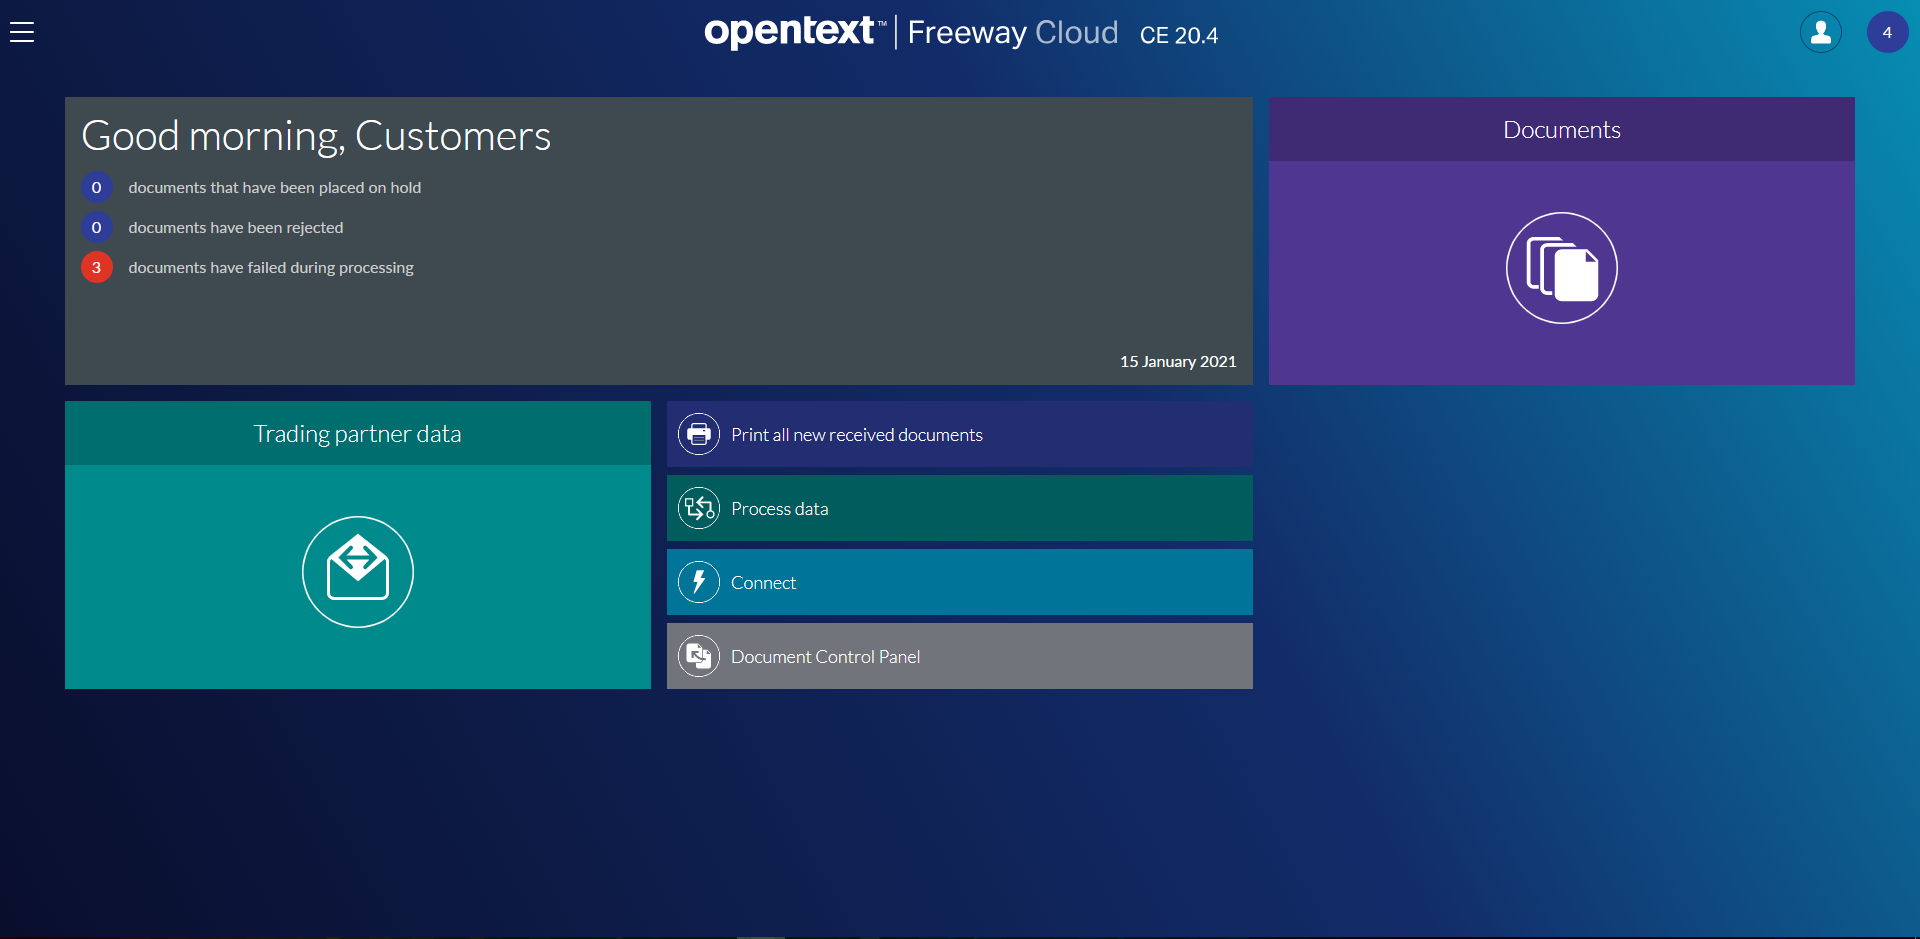 opentext™ | Freeway Cloud CE 20.4
4
Good morning, Customers
0 documents that have been placed on hold
0 documents have been rejected
3 documents have failed during processing
15 January 2021
Documents
Trading partner data
Print all new received documents
Process data
Connect
Document Control Panel